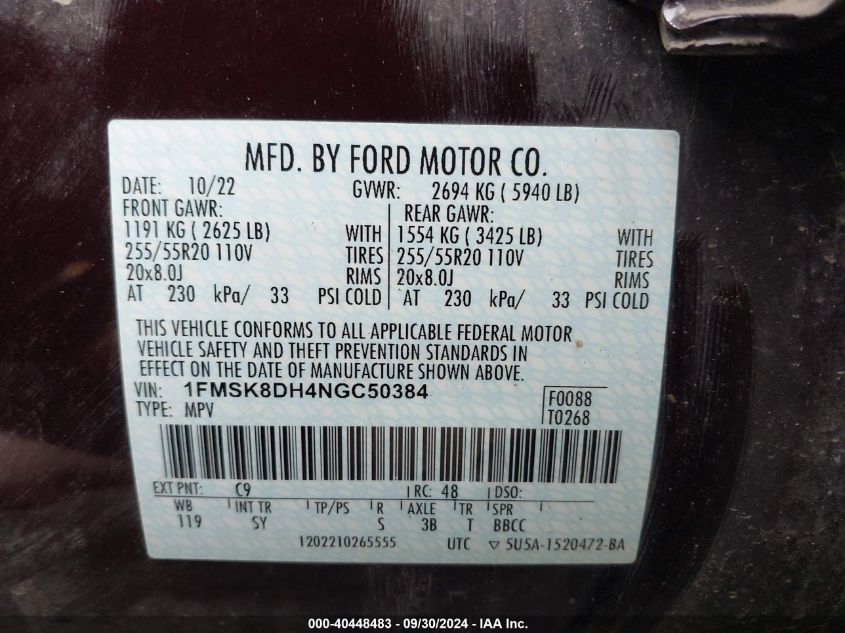 MFD. BY FORD MOTOR CO.
DATE: 10/22 GVWR: 2694 KG ( 5940 LB)
FRONT GAWR: REAR GAWR:
1191 KG ( 2625 LB) WITH 1554 KG ( 3425 LB) WITH
255/55R20 110V TIRES 255/55R20 110V TIRES
20x8.0J RIMS 20x8.0J RIMS
AT 230 kPa/ 33 PSI COLD AT 230 kPa/ 33 PSI COLD
THIS VEHICLE CONFORMS TO ALL APPLICABLE FEDERAL MOTOR
VEHICLE SAFETY AND THEFT PREVENTION STANDARDS IN
EFFECT ON THE DATE OF MANUFACTURE SHOWN ABOVE.
VIN: 1FMSK8DH4NGC50384 F0088
TYPE: MPV T0268
EXT PNT: C9 RC: 48 DSO:
WB INT TR TP/PS R AXLE TR SPR
119 SY S 3B T BBCC
1202210265555 UTC ▽ 5U5A-1520472-BA
000-40448483 - 09/30/2024 - IAA Inc.